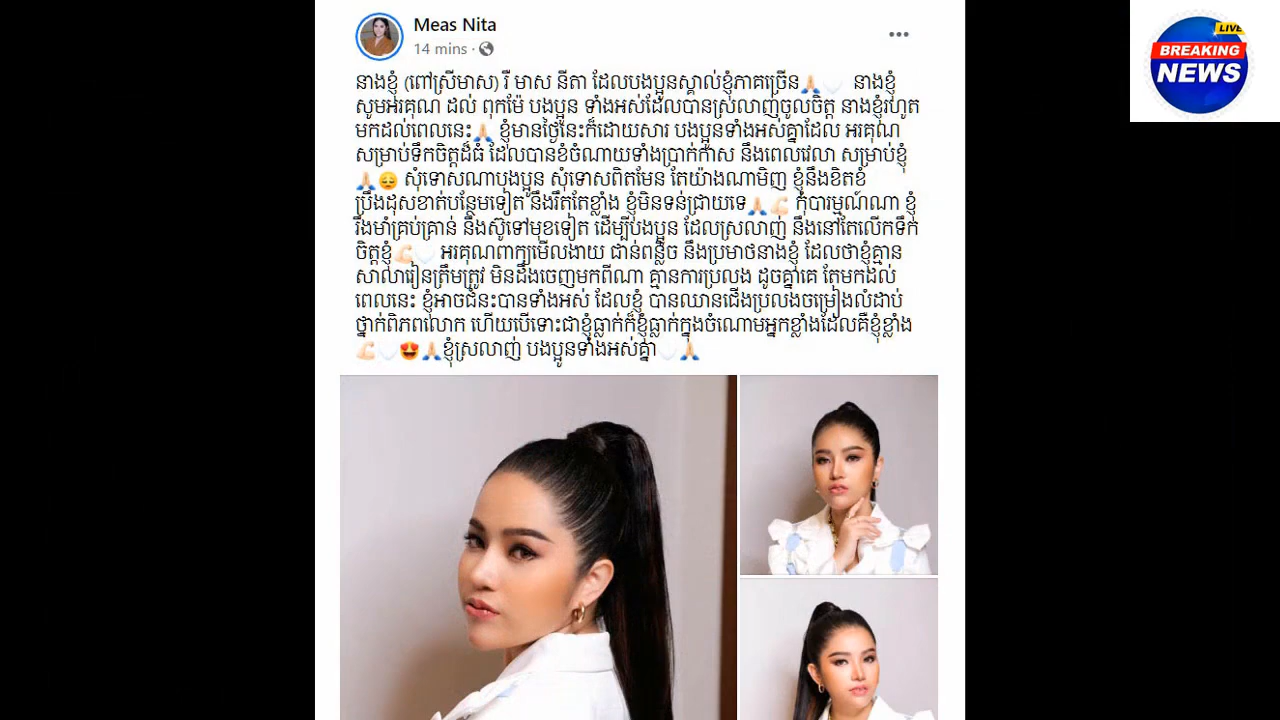 Meas Nita
14 mins
LIVE
BREAKING
NEWS
នាងខ្ញុំ (ពៅស្រីមាស) រឺ មាស នីតា ដែលបងប្អូនស្គាល់ខ្ញុំភាគច្រើន🙏🏻🤍 នាងខ្ញុំ
សូមអរគុណ ដល់ ពុកម៉ែ បងប្អូន ទាំងអស់ដែលបានស្រលាញ់ចូលចិត្ត នាងខ្ញុំរហូត
មកដល់ពេលនេះ🙏🏻 ខ្ញុំមានថ្ងៃនេះក៏ដោយសារ បងប្អូនទាំងអស់គ្នាដែល អរគុណ
សម្រាប់ទឹកចិត្តដ៏ធំ ដែលបានខំចំណាយទាំងប្រាក់កាស នឹងពេលវេលា សម្រាប់ខ្ញុំ
🙏🏻😔 សុំទោសណាបងប្អូន សុំទោសពិតមែន តែយ៉ាងណាមិញ ខ្ញុំនឹងខិតខំ
ប្រឹងដុសខាត់បន្ថែមទៀត នឹងរឹតតែខ្លាំង ខ្ញុំមិនទន់ជ្រាយទេ🙏🏻💪🏻 កុំបារម្មណ៍ណា ខ្ញុំ
រឹងមាំគ្រប់គ្រាន់ នឹងស៊ូទៅមុខទៀត ដើម្បីបងប្អូន ដែលស្រលាញ់ នឹងនៅតែលើកទឹក
ចិត្តខ្ញុំ💪🏻🤍 អរគុណពាក្យមើលងាយ ជាន់ពន្លិច នឹងប្រមាថនាងខ្ញុំ ដែលថាខ្ញុំគ្មាន
សាលារៀនត្រឹមត្រូវ មិនដឹងចេញមកពីណា គ្មានការប្រលង ដូចគ្នាគេ តែមកដល់
ពេលនេះ ខ្ញុំអាចជំនះបានទាំងអស់ ដែលខ្ញុំ បានឈានជើងប្រលងចម្រៀងលំដាប់
ថ្នាក់ពិភពលោក ហើយបើទោះជាខ្ញុំធ្លាក់ក៏ខ្ញុំធ្លាក់ក្នុងចំណោមអ្នកខ្លាំងដែលគឺខ្ញុំខ្លាំង
💪🏻🤍😍🙏🏻ខ្ញុំស្រលាញ់ បងប្អូនទាំងអស់គ្នា🤍🙏🏻